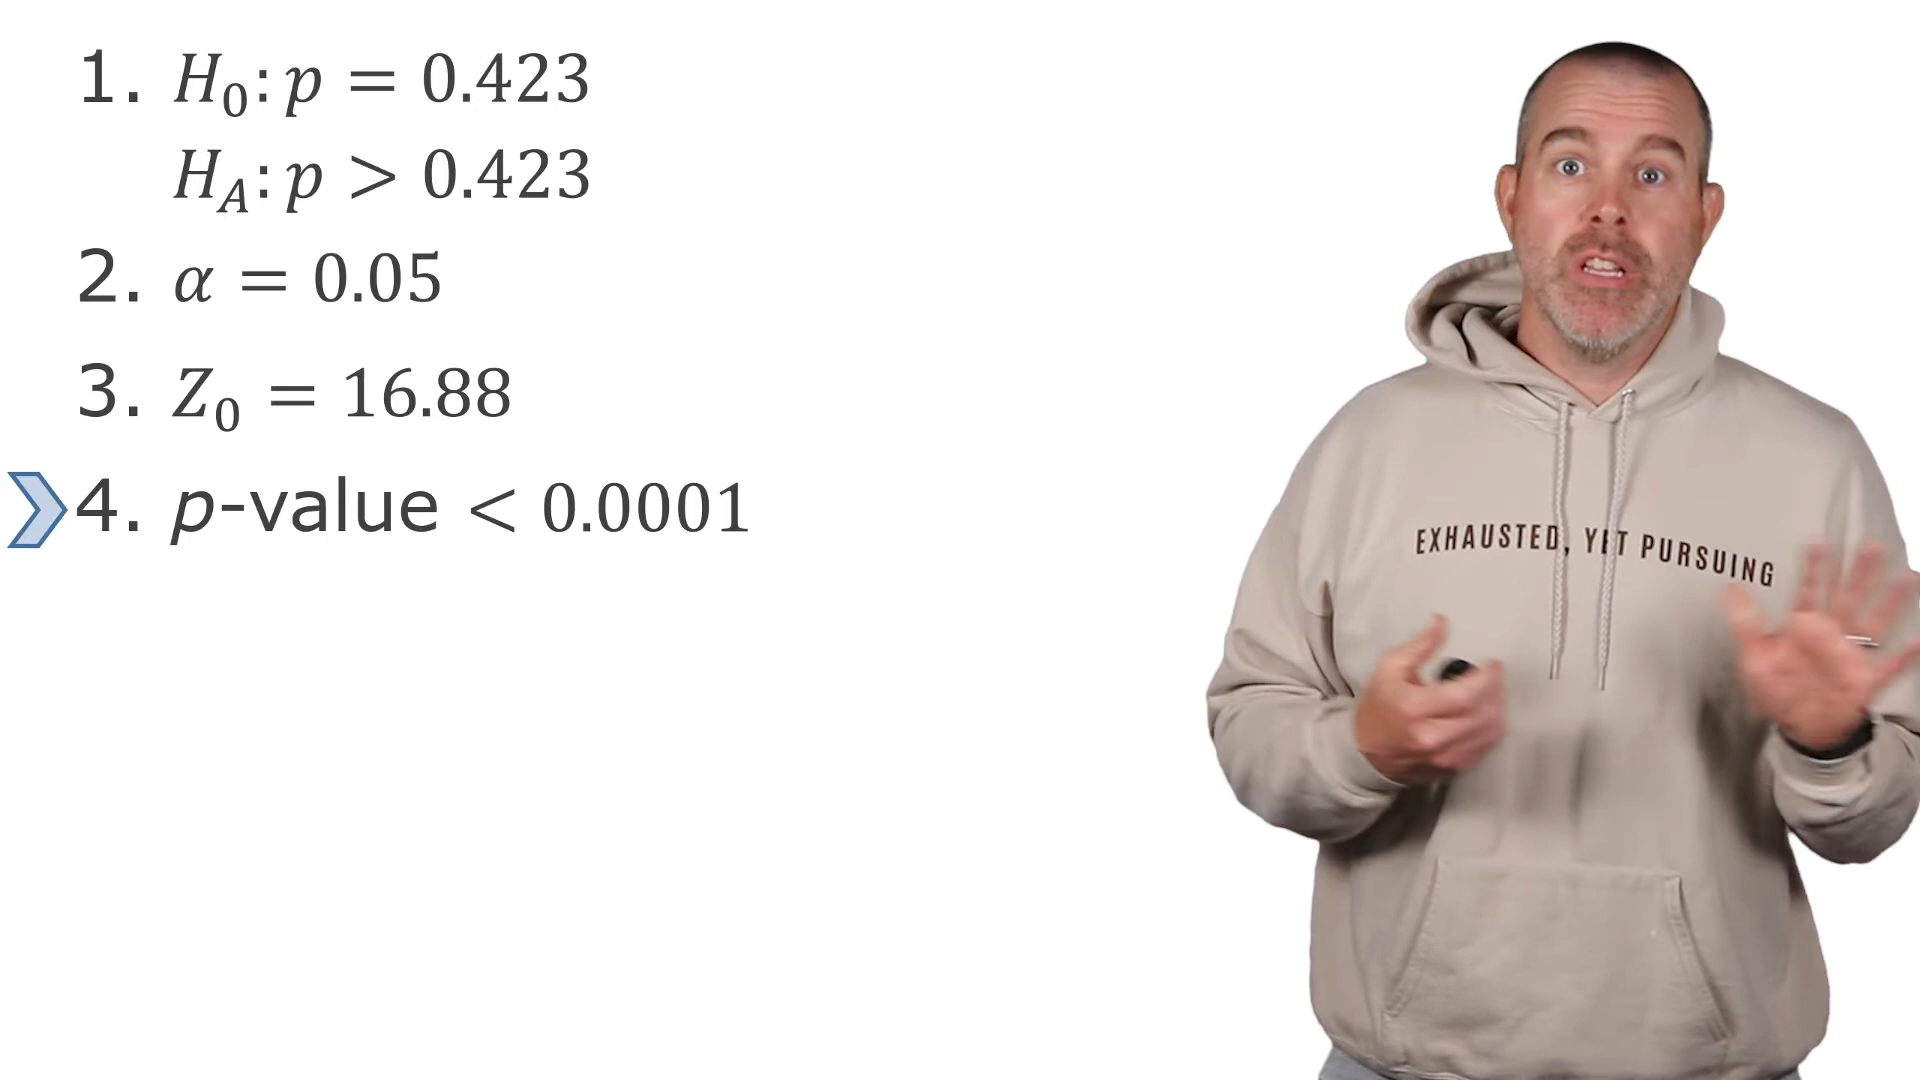 1. H₀: p = 0.423
H_A: p > 0.423
2. α = 0.05
3. Z₀ = 16.88
4. p-value < 0.0001
EXHAUSTED, YET PURSUING